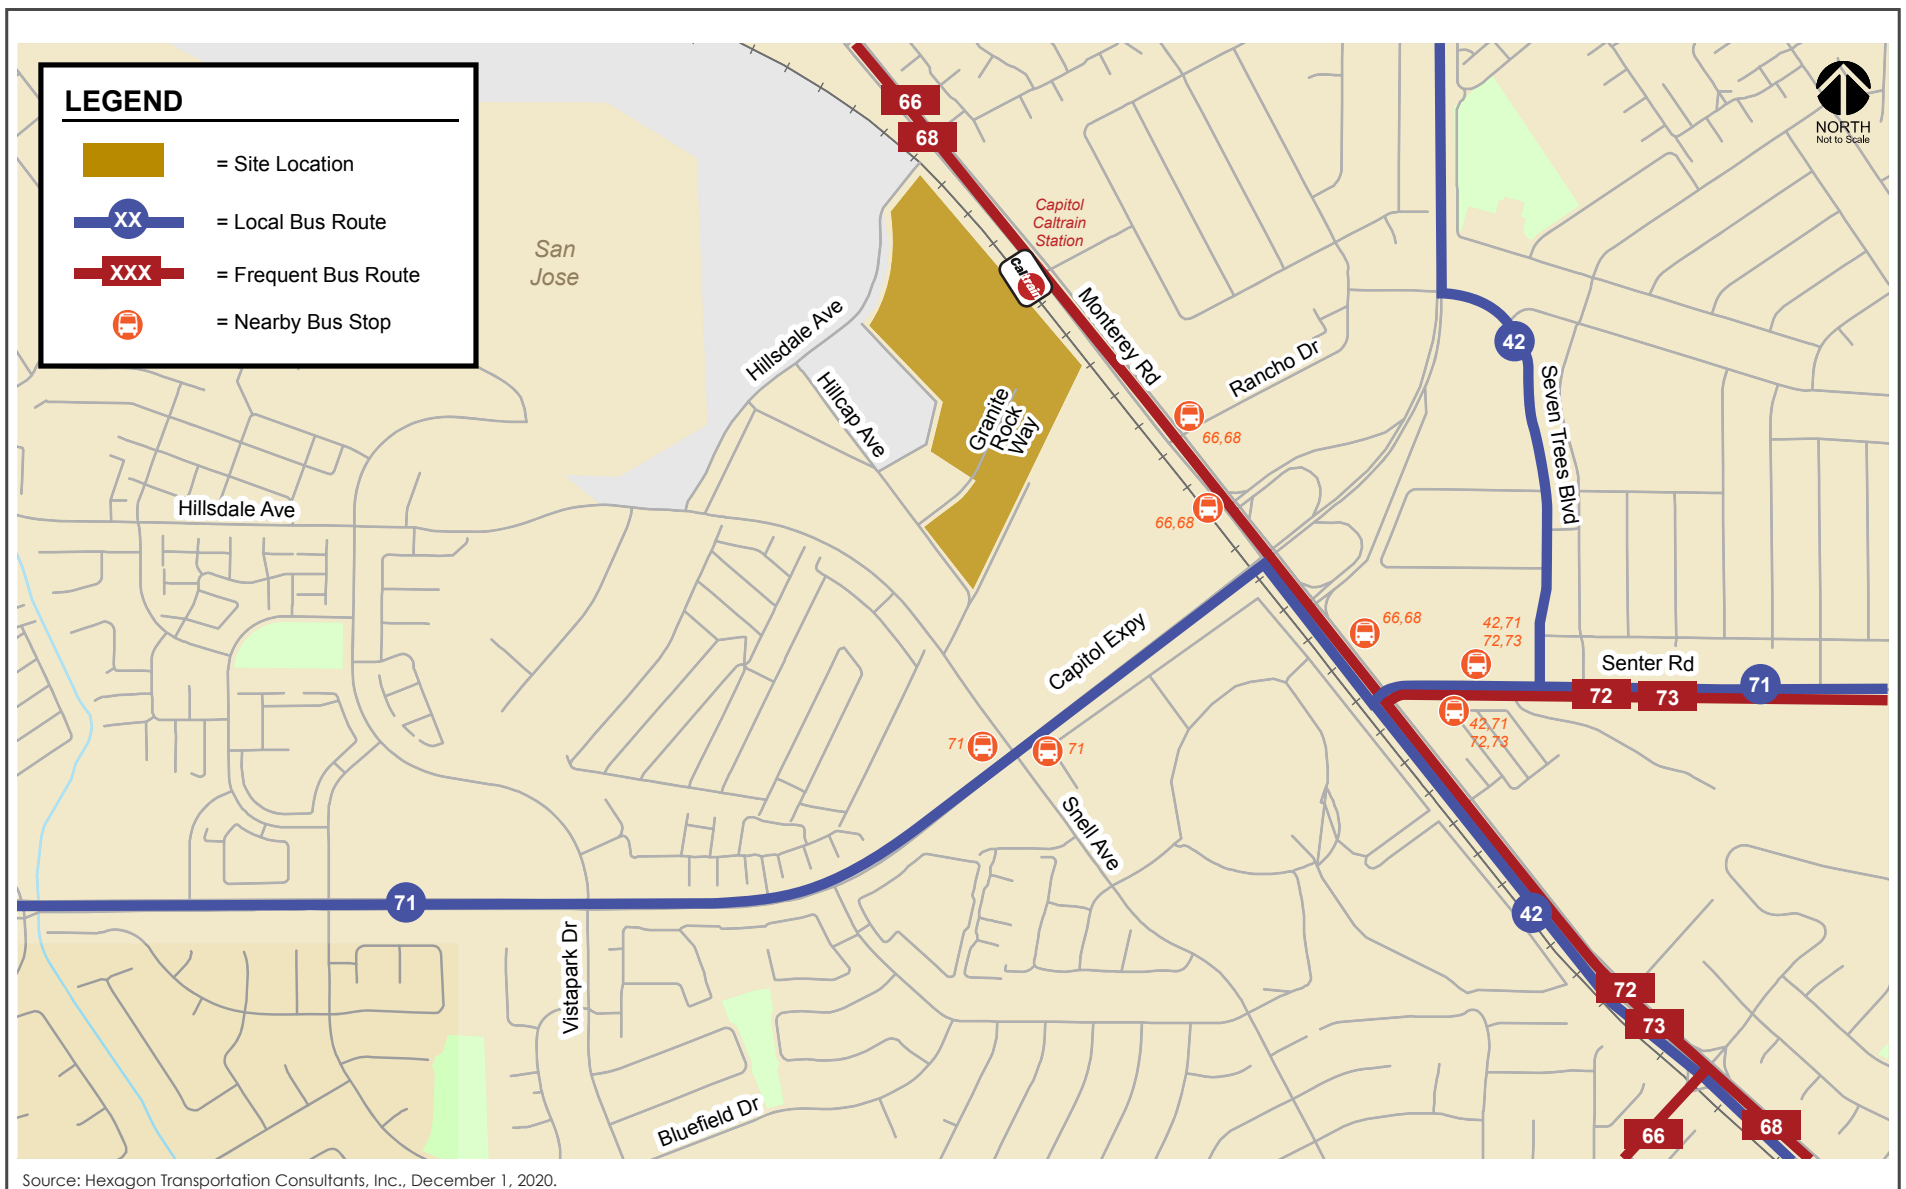 LEGEND
= Site Location
XX
= Local Bus Route
XXX
= Frequent Bus Route
= Nearby Bus Stop
NORTH
Not to Scale
66
68
San
Jose
Capitol
Caltrain
Station
Caltrain
Monterey Rd
Hillsdale Ave
Hillcap Ave
Granite
Rock
Way
Rancho Dr
66,68
66,68
42
Seven Trees Blvd
Hillsdale Ave
Capitol Expy
66,68
42,71
72,73
Senter Rd
72
73
71
42,71
72,73
71
71
Snell Ave
71
42
Vistapark Dr
72
73
Bluefield Dr
66
68
Source: Hexagon Transportation Consultants, Inc., December 1, 2020.